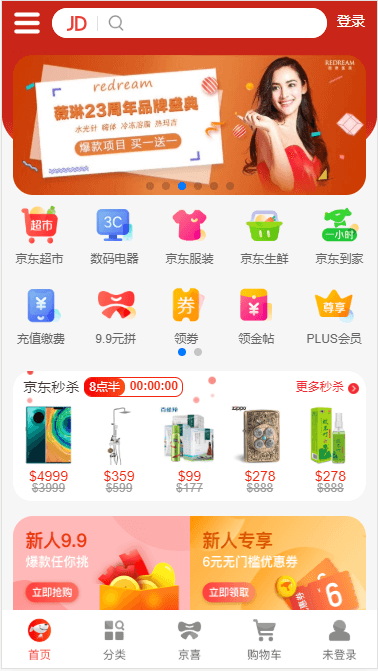 JD
登录
REDREAM
redream
薇琳23周年品牌盛典
水光针 嗨体 冷冻溶脂 热玛吉
爆款项目 买一送一
超市
3C
一小时
京东超市
数码电器
京东服装
京东生鲜
京东到家
¥
券
¥
尊享
充值缴费
9.9元拼
领劵
领金帖
PLUS会员
京东秒杀
8点半
00:00:00
更多秒杀
zippo
$4999
$359
$99
$278
$278
$3999
$599
$177
$888
$888
新人9.9
新人专享
爆款任你挑
6元无门槛优惠券
立即抢购
立即领取
6
首页
分类
京喜
购物车
未登录